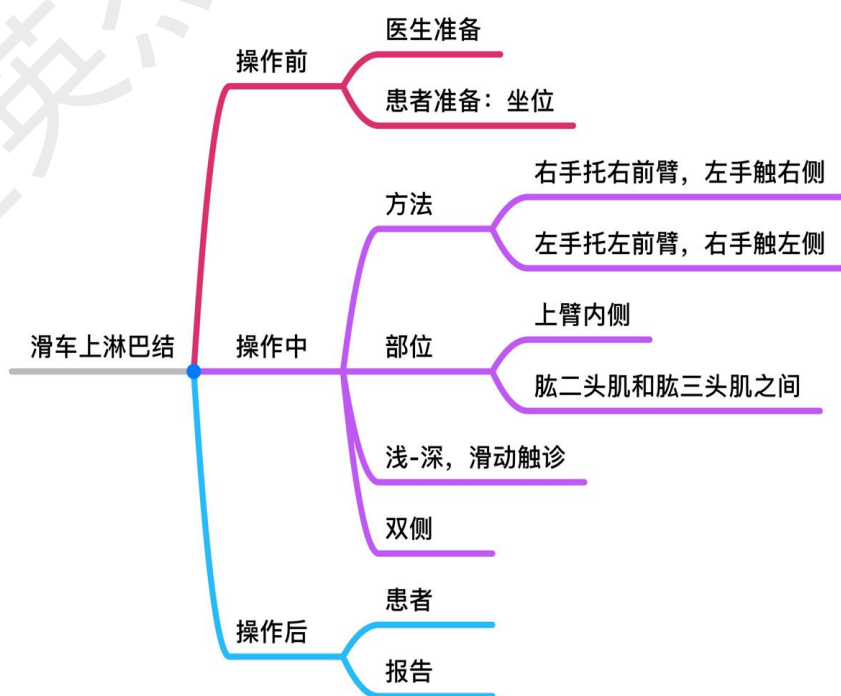 医生准备
操作前
患者准备：坐位
右手托右前臂，左手触右侧
方法
左手托左前臂，右手触左侧
上臂内侧
滑车上淋巴结
操作中
部位
肱二头肌和肱三头肌之间
浅-深，滑动触诊
双侧
患者
操作后
报告
英